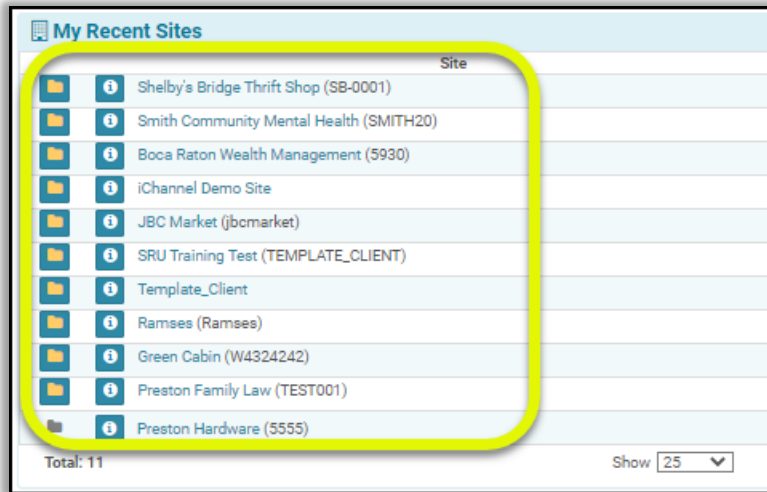 My Recent Sites
Site
Shelby's Bridge Thrift Shop (SB-0001)
Smith Community Mental Health (SMITH20)
Boca Raton Wealth Management (5930)
iChannel Demo Site
JBC Market (jbcmarket)
SRU Training Test (TEMPLATE_CLIENT)
Template_Client
Ramses (Ramses)
Green Cabin (W4324242)
Preston Family Law (TEST001)
Preston Hardware (5555)
Total: 11 Show 25